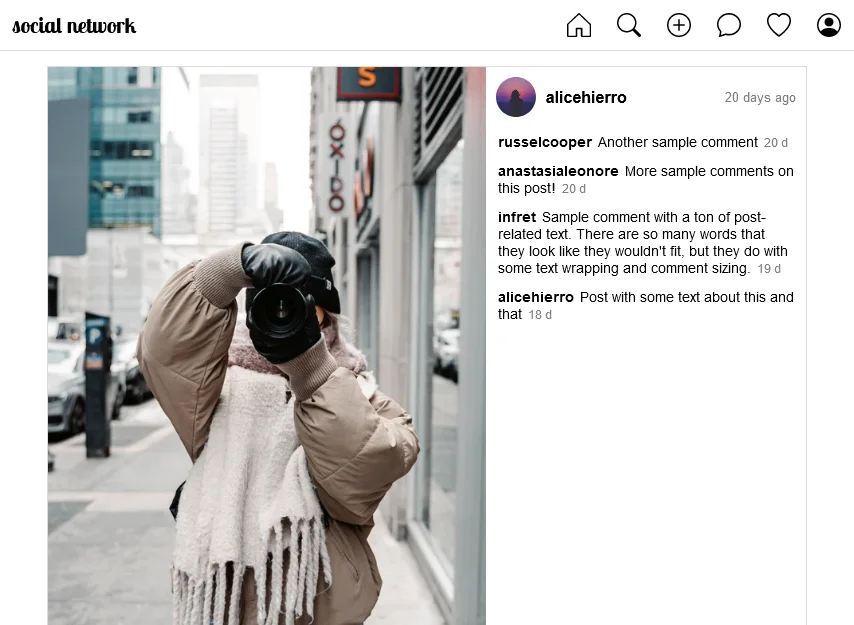 social network
alicehierro
20 days ago
russelcooper Another sample comment 20 d
anastasialeonore More sample comments on
this post! 20 d
infret Sample comment with a ton of post-
related text. There are so many words that
they look like they wouldn't fit, but they do with
some text wrapping and comment sizing. 19 d
alicehierro Post with some text about this and
that 18 d
S
ÓXIDO